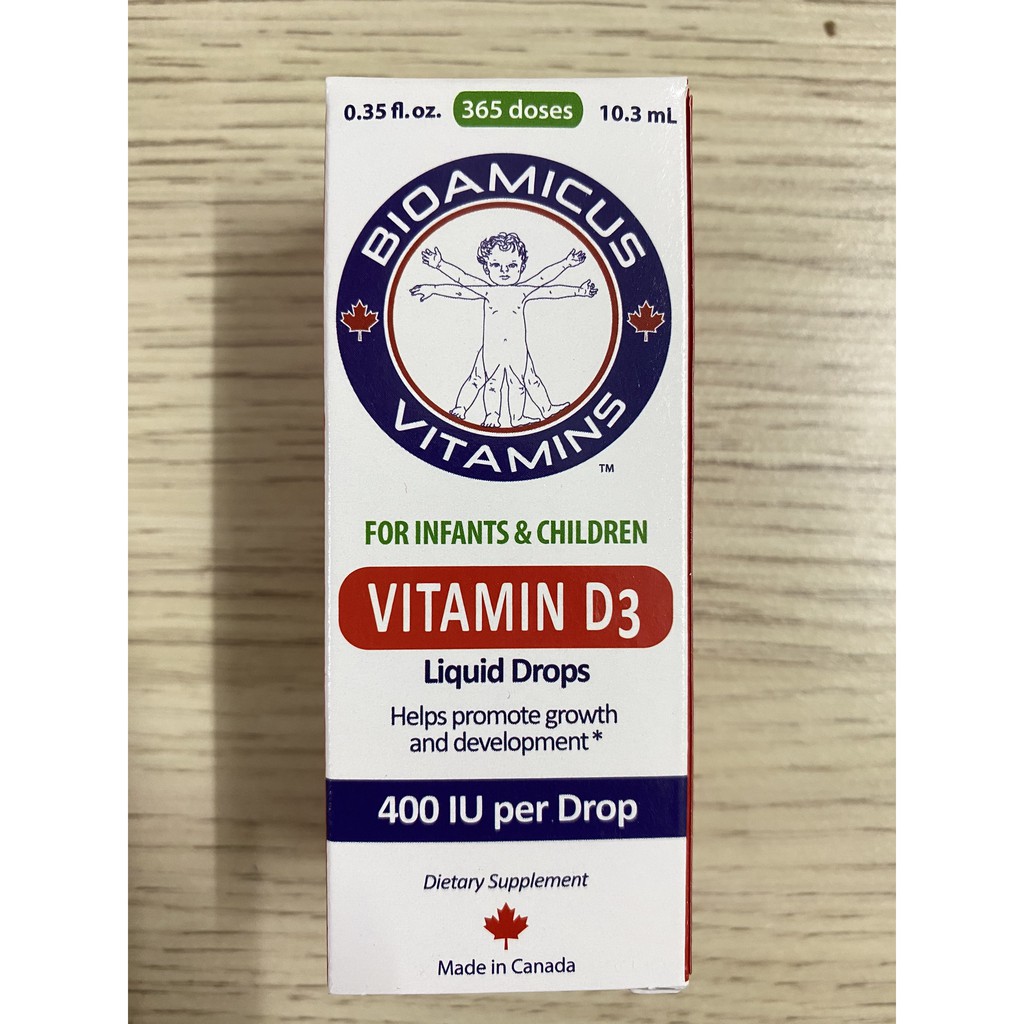 0.35 fl.oz. 365 doses 10.3 mL
BIOAMICUS
VITAMINS
TM
FOR INFANTS & CHILDREN
VITAMIN D3
Liquid Drops
Helps promote growth
and development*
400 IU per Drop
Dietary Supplement
Made in Canada